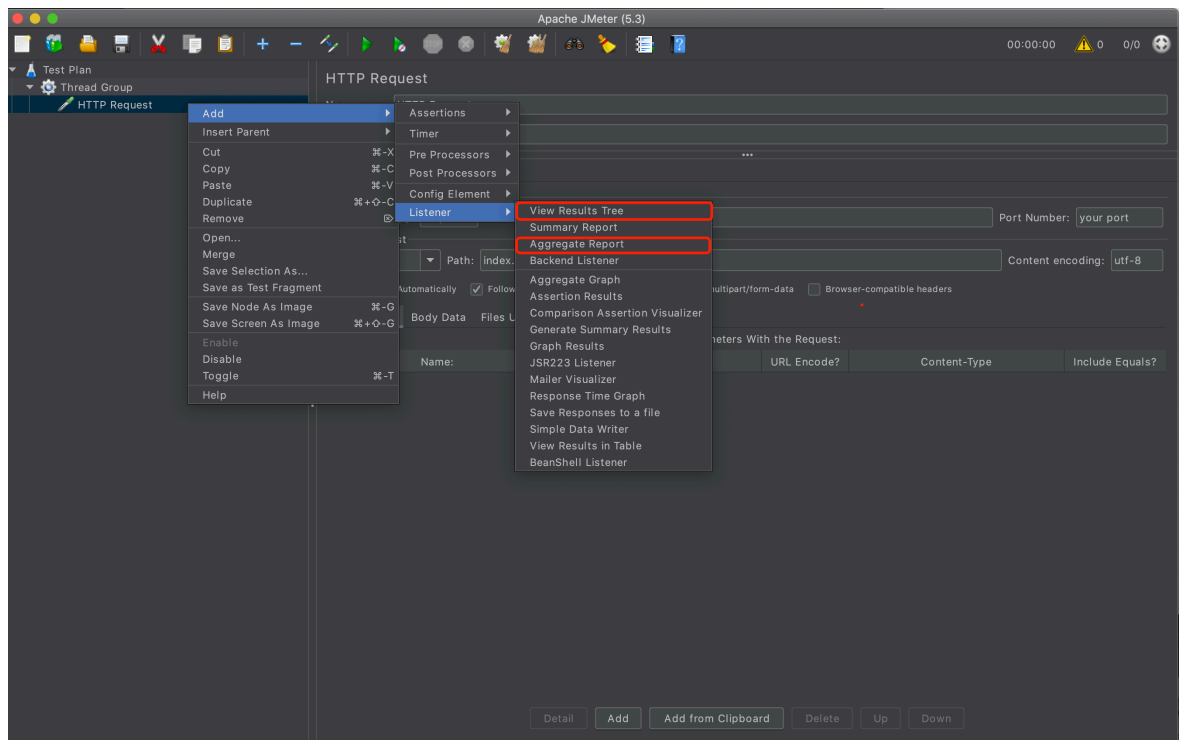 Apache JMeter (5.3)
00:00:00 0 0/0
Test Plan
Thread Group
HTTP Request
HTTP Request
Add
Insert Parent
Cut ⌘-X
Copy ⌘-C
Paste ⌘-V
Duplicate ⌘+⇧-C
Remove ⌦
Open...
Merge
Save Selection As...
Save as Test Fragment
Save Node As Image ⌘-G
Save Screen As Image ⌘+⇧-G
Enable
Disable
Toggle ⌘-T
Help
Assertions
Timer
Pre Processors
Post Processors
Config Element
Listener
View Results Tree
Summary Report
Aggregate Report
Backend Listener
Aggregate Graph
Assertion Results
Comparison Assertion Visualizer
Generate Summary Results
Graph Results
JSR223 Listener
Mailer Visualizer
Response Time Graph
Save Responses to a file
Simple Data Writer
View Results in Table
BeanShell Listener
Port Number: your port
Path: index. Content encoding: utf-8
Automatically Follow multipart/form-data Browser-compatible headers
Body Data Files U
meters With the Request:
Name: URL Encode? Content-Type Include Equals?
Detail Add Add from Clipboard Delete Up Down